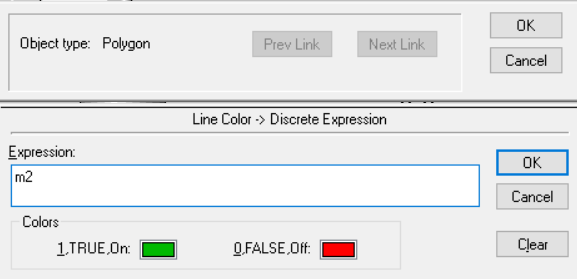 OK
Object type: Polygon Prev Link Next Link
Cancel
Line Color -> Discrete Expression
Expression:
m2
OK
Cancel
Colors
1,TRUE,On: 0,FALSE,Off:
Clear